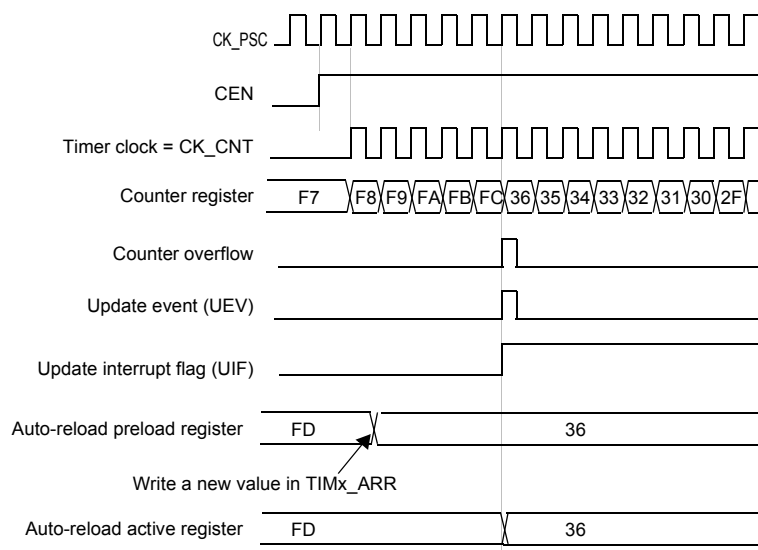 CK_PSC
CEN
Timer clock = CK_CNT
Counter register F7 F8 F9 FA FB FC 36 35 34 33 32 31 30 2F
Counter overflow
Update event (UEV)
Update interrupt flag (UIF)
Auto-reload preload register FD 36
Write a new value in TIMx_ARR
Auto-reload active register FD 36